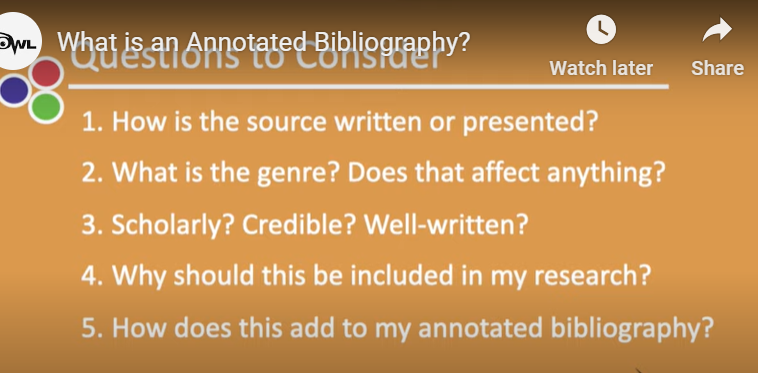 OWL
What is an Annotated Bibliography?
Questions to Consider
Watch later
Share
1. How is the source written or presented?
2. What is the genre? Does that affect anything?
3. Scholarly? Credible? Well-written?
4. Why should this be included in my research?
5. How does this add to my annotated bibliography?